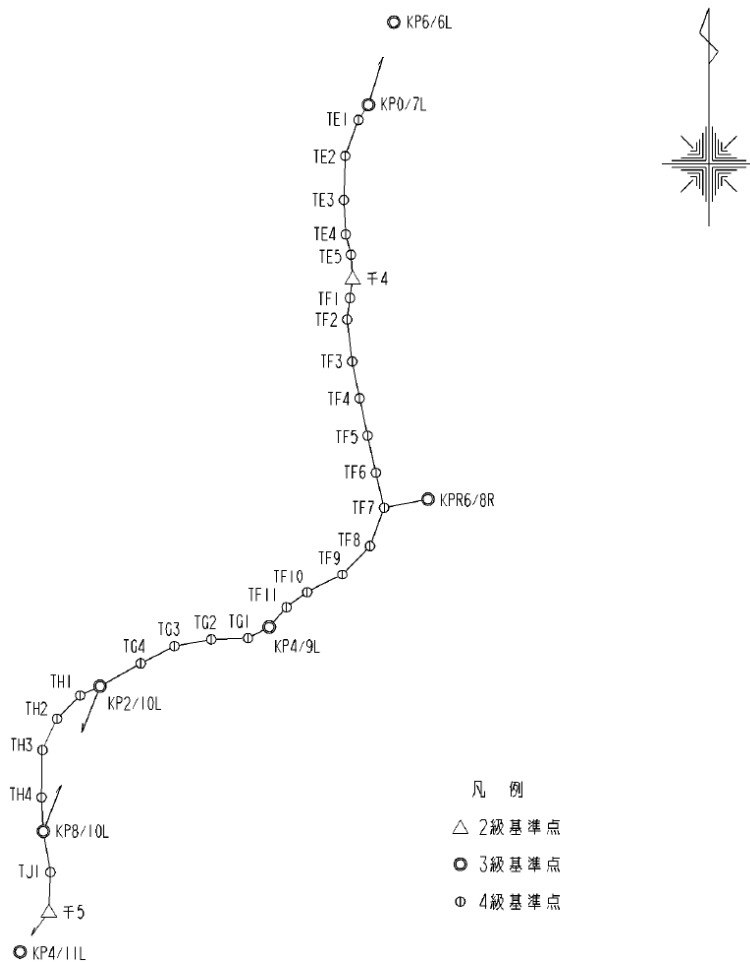 KP6/6L
KP0/7L
TE1
TE2
TE3
TE4
TE5
千4
TF1
TF2
TF3
TF4
TF5
TF6
KPR6/8R
TF7
TF8
TF9
TF10
TF11
KP4/9L
TG1
TG2
TG3
TG4
KP2/10L
TH1
TH2
TH3
TH4
KP8/10L
TJ1
千5
KP4/11L
凡 例
2級基準点
3級基準点
4級基準点